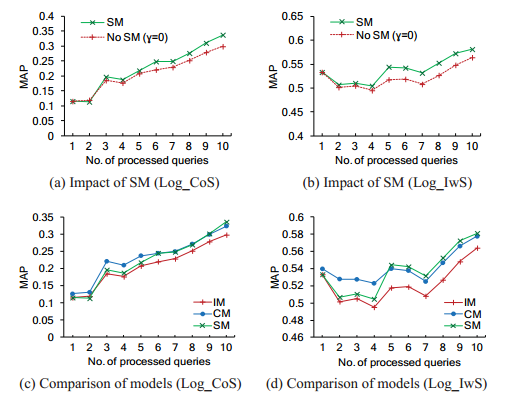 0.4
0.35
0.3
0.25
0.2
0.15
0.1
0.05
0
MAP
SM
No SM (γ=0)
1 2 3 4 5 6 7 8 9 10
No. of processed queries
(a) Impact of SM (Log_CoS)
0.65
0.6
0.55
0.5
0.45
0.4
MAP
SM
No SM (γ=0)
1 2 3 4 5 6 7 8 9 10
No. of processed queries
(b) Impact of SM (Log_IwS)
0.35
0.3
0.25
0.2
0.15
0.1
0.05
0
MAP
IM
CM
SM
1 2 3 4 5 6 7 8 9 10
No. of processed queries
(c) Comparison of models (Log_CoS)
0.6
0.58
0.56
0.54
0.52
0.5
0.48
0.46
MAP
IM
CM
SM
1 2 3 4 5 6 7 8 9 10
No. of processed queries
(d) Comparison of models (Log_IwS)